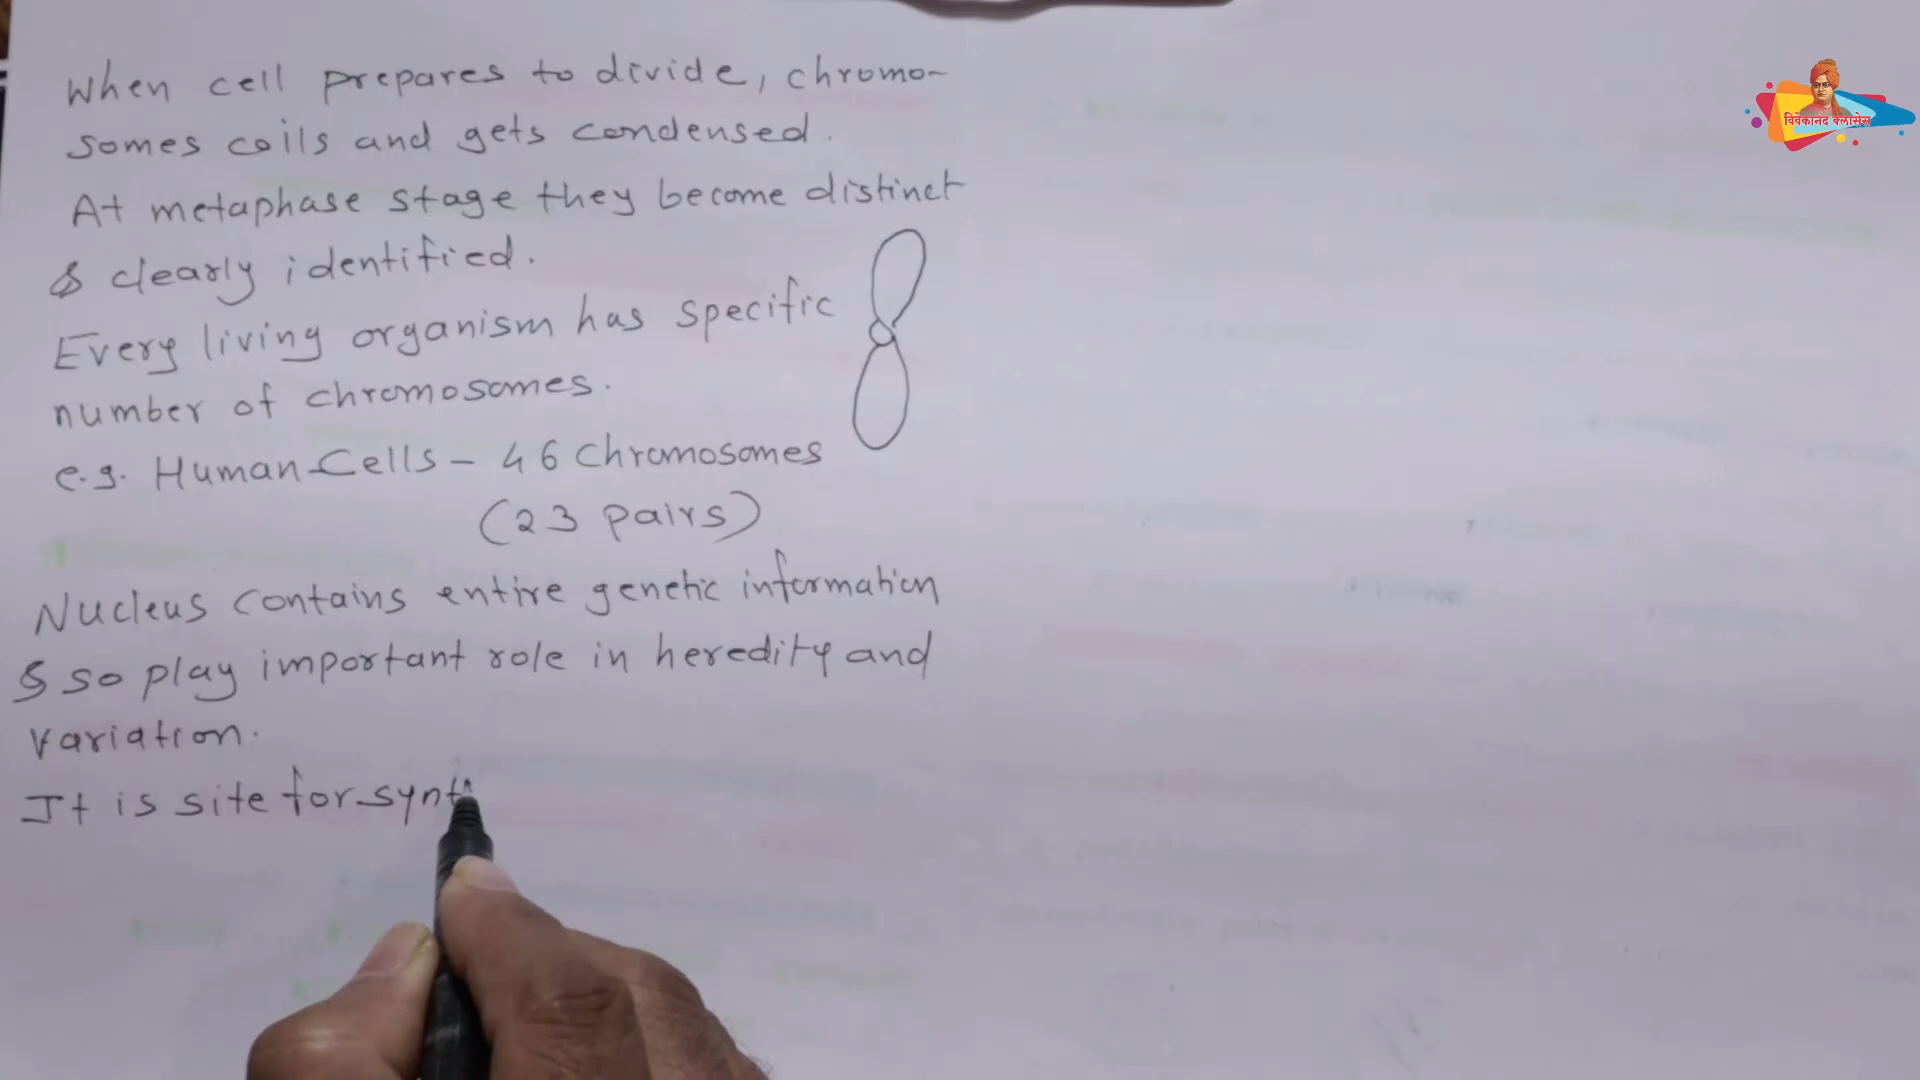 When cell prepares to divide, chromo-
somes coils and gets condensed.
At metaphase stage they become distinct
& clearly identified.
Every living organism has specific
number of chromosomes.
e.g. Human Cells - 46 Chromosomes
(23 pairs)
Nucleus contains entire genetic information
& so play important role in heredity and
variation.
It is site for synt
विवेकानंद क्लासेस